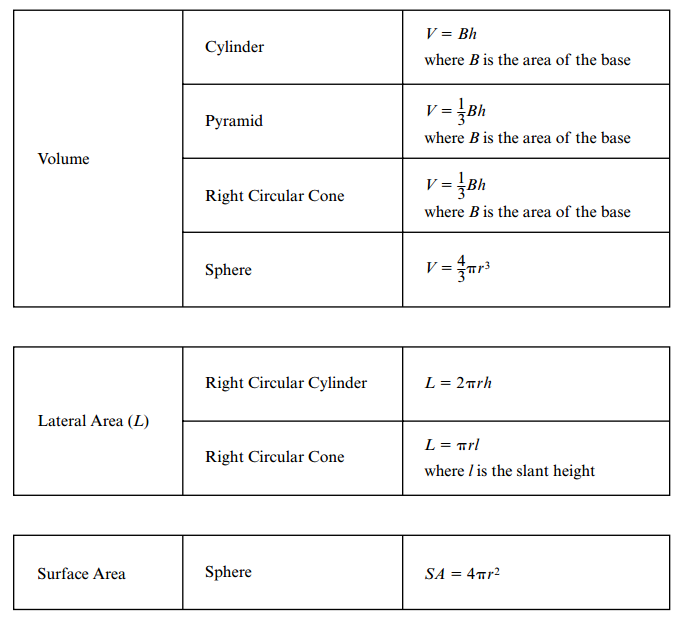 Volume
Cylinder
V = Bh
where B is the area of the base
Pyramid
V = 1/3 Bh
where B is the area of the base
Right Circular Cone
V = 1/3 Bh
where B is the area of the base
Sphere
V = 4/3 πr³
Lateral Area (L)
Right Circular Cylinder
L = 2πrh
Right Circular Cone
L = πrl
where l is the slant height
Surface Area
Sphere
SA = 4πr²